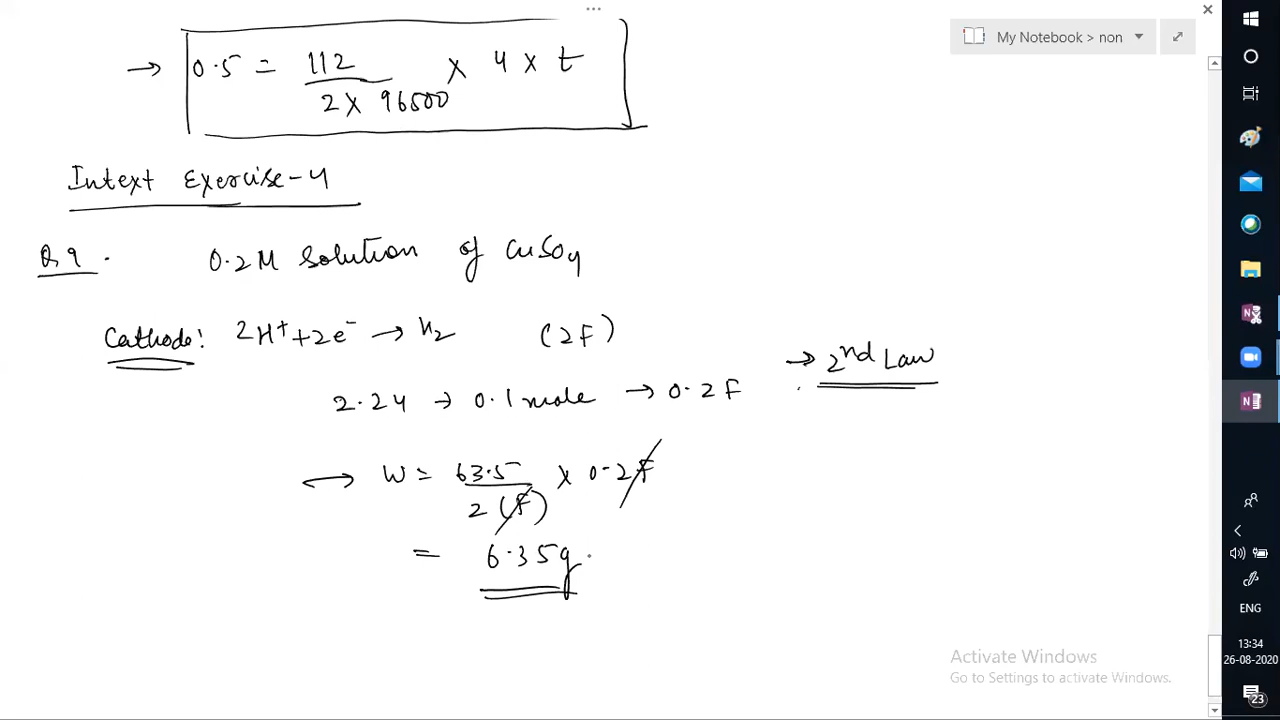 ...
My Notebook > non
→ 0.5 = 112 / 2 × 96500 × 4 × t
Intext Exercise-4
Q9. 0.2M Solution of CuSO4
Cathode: 2H⁺+2e⁻ → H2 (2F)
→ 2nd Law
2.24 → 0.1 mole → 0.2F
W = 63.5 / 2(F) × 0.2F
= 6.35g.
ENG
13:34
26-08-2020
Activate Windows
Go to Settings to activate Windows.
23